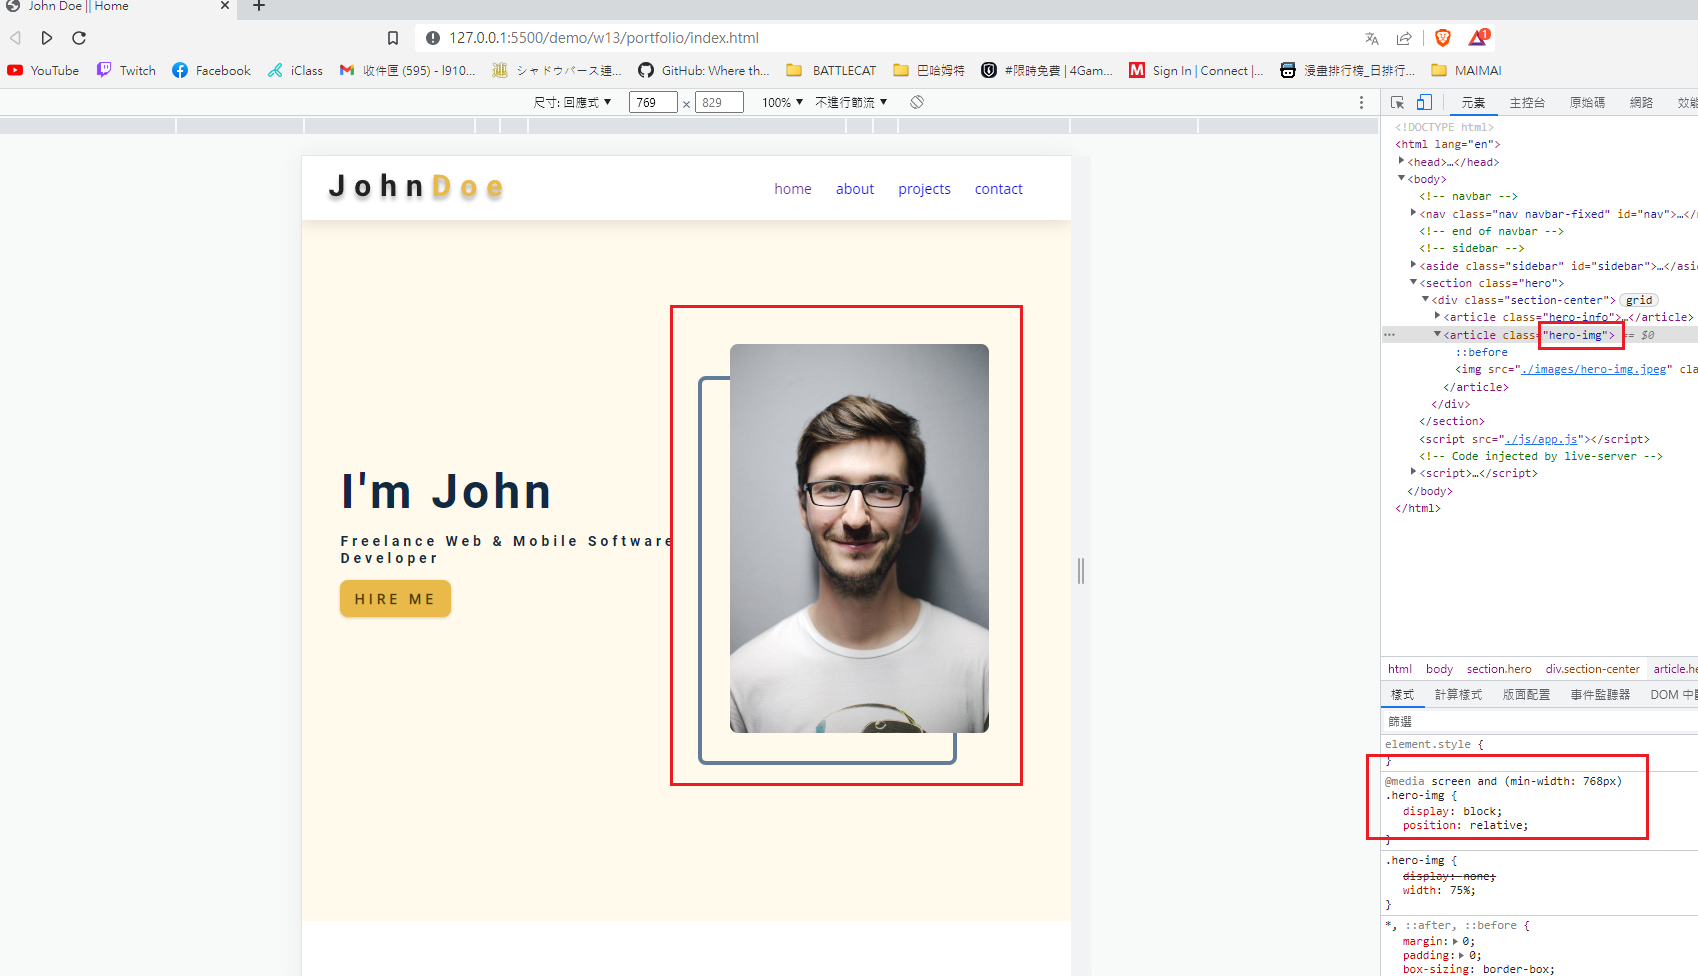 John Doe || Home
127.0.0.1:5500/demo/w13/portfolio/index.html
1
YouTube
Twitch
Facebook
iClass
收件匣 (595) - l910...
シャドウバース速...
GitHub: Where th...
BATTLECAT
巴哈姆特
#限時免費 | 4Gam...
Sign In | Connect |...
漫畫排行榜_日排行...
MAIMAI
尺寸: 回應式 ▼
769
×
829
100% ▼
不進行節流 ▼
元素
主控台
原始碼
網路
效能
JohnDoe
home
about
projects
contact
I'm John
Freelance Web & Mobile Software
Developer
HIRE ME
<!DOCTYPE html>
<html lang="en">
<head>…</head>
<body>
<!-- navbar -->
<nav class="nav navbar-fixed" id="nav">…</n
<!-- end of navbar -->
<!-- sidebar -->
<aside class="sidebar" id="sidebar">…</asid
<section class="hero">
<div class="section-center"> grid
<article class="hero-info">…</article>
<article class="hero-img"> == $0
::before
<img src="./images/hero-img.jpeg" clas
</article>
</div>
</section>
<script src="./js/app.js"></script>
<!-- Code injected by live-server -->
<script>…</script>
</body>
</html>
html
body
section.hero
div.section-center
article.he
樣式
計算樣式
版面配置
事件監聽器
DOM 中斷
篩選
element.style {
}
@media screen and (min-width: 768px)
.hero-img {
display: block;
position: relative;
}
.hero-img {
display: none;
width: 75%;
}
*, ::after, ::before {
margin: 0;
padding: 0;
box-sizing: border-box;